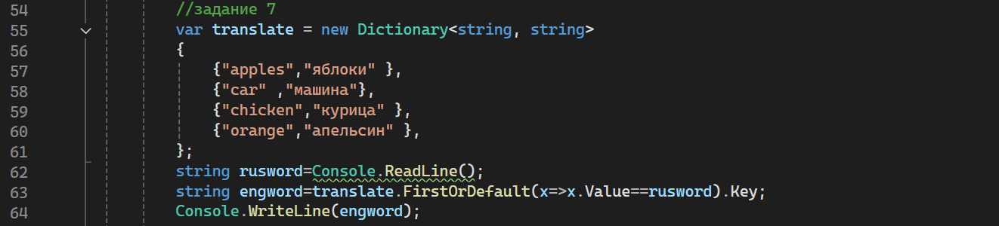 54 //задание 7
55 var translate = new Dictionary<string, string>
56 {
57 {"apples","яблоки" },
58 {"car" ,"машина"},
59 {"chicken","курица" },
60 {"orange","апельсин" },
61 };
62 string rusword=Console.ReadLine();
63 string engword=translate.FirstOrDefault(x=>x.Value==rusword).Key;
64 Console.WriteLine(engword);